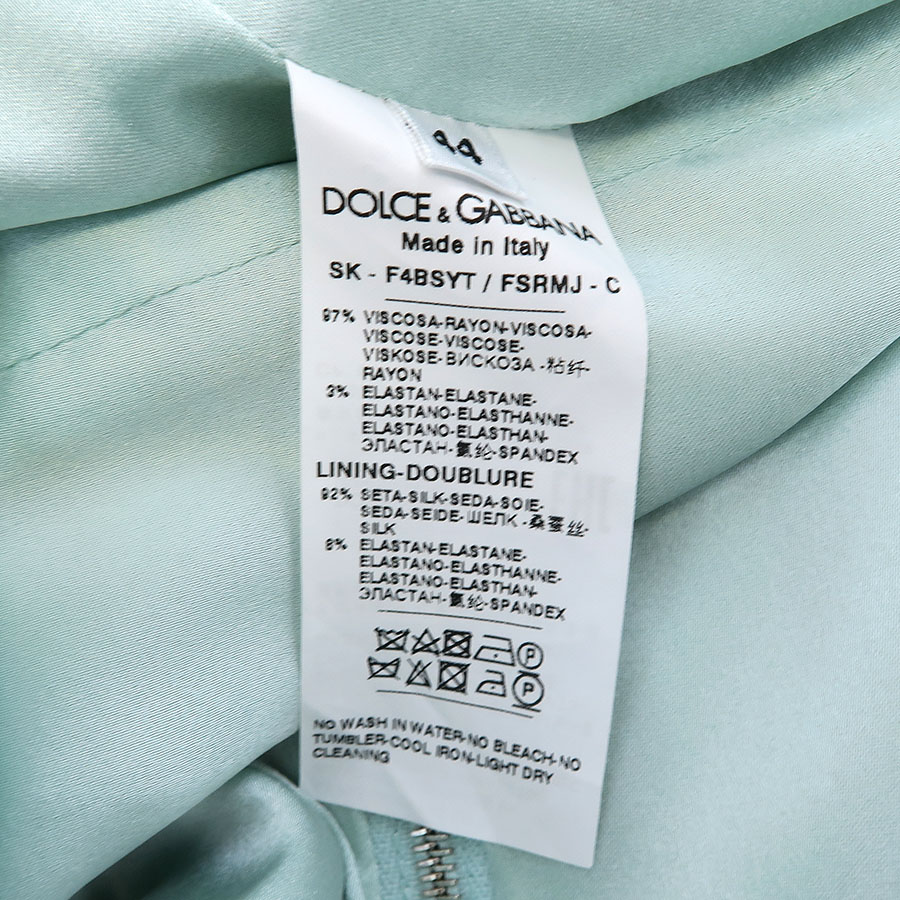 44
DOLCE & GABBANA
Made in Italy
SK - F4BSYT / FSRMJ - C
97% VISCOSA-RAYON-VISCOSA-
VISCOSE-VISCOSE-
VISKOSE-ВИСКОЗА-粘纤-
RAYON
3% ELASTAN-ELASTANE-
ELASTANO-ELASTHANNE-
ELASTANO-ELASTHAN-
ЭЛАСТАН-氨纶-SPANDEX
LINING-DOUBLURE
92% SETA-SILK-SEDA-SOIE-
SEDA-SEIDE-ШЕЛК-桑蚕丝-
SILK
8% ELASTAN-ELASTANE-
ELASTANO-ELASTHANNE-
ELASTANO-ELASTHAN-
ЭЛАСТАН-氨纶-SPANDEX
P
P
NO WASH IN WATER-NO BLEACH-NO
TUMBLER-COOL IRON-LIGHT DRY
CLEANING